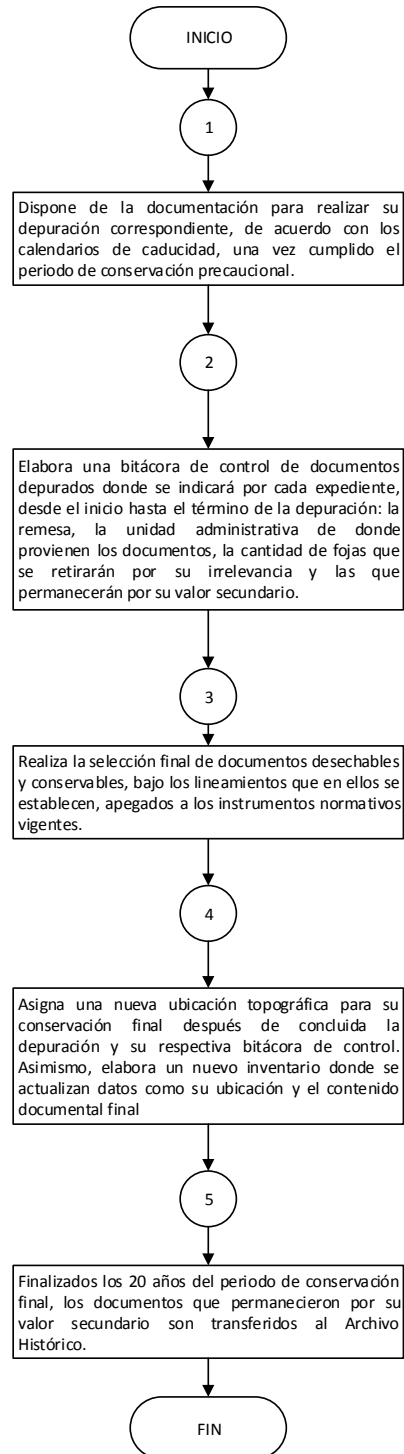 INICIO
1
Dispone de la documentación para realizar su
depuración correspondiente, de acuerdo con los
calendarios de caducidad, una vez cumplido el
periodo de conservación precaucional.
2
Elabora una bitácora de control de documentos
depurados donde se indicará por cada expediente,
desde el inicio hasta el término de la depuración: la
remesa, la unidad administrativa de donde
provienen los documentos, la cantidad de fojas que
se retirarán por su irrelevancia y las que
permanecerán por su valor secundario.
3
Realiza la selección final de documentos desechables
y conservables, bajo los lineamientos que en ellos se
establecen, apegados a los instrumentos normativos
vigentes.
4
Asigna una nueva ubicación topográfica para su
conservación final después de concluida la
depuración y su respectiva bitácora de control.
Asimismo, elabora un nuevo inventario donde se
actualizan datos como su ubicación y el contenido
documental final
5
Finalizados los 20 años del periodo de conservación
final, los documentos que permanecieron por su
valor secundario son transferidos al Archivo
Histórico.
FIN